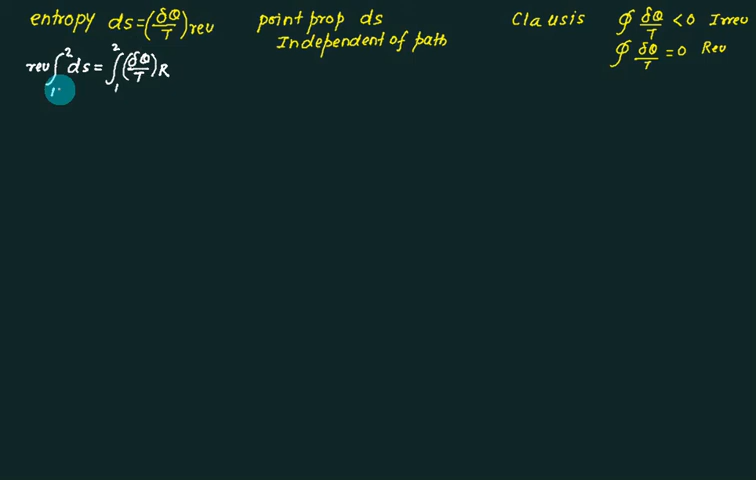 entropy ds=(δQ/T)rev
point prop ds
Independent of path
Clausis ∮ δQ/T < 0 Irrev
∮ δQ/T = 0 Rev
rev ∫₁² ds = ∫₁² (δQ/T)R